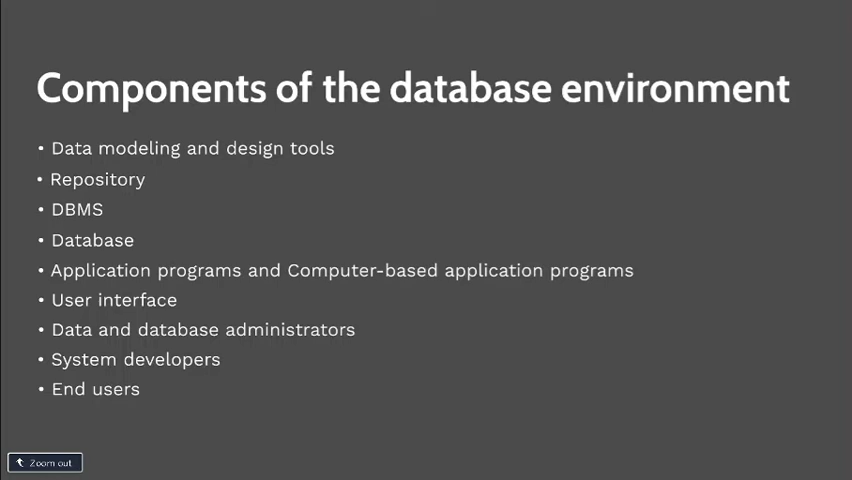 Components of the database environment
• Data modeling and design tools
• Repository
• DBMS
• Database
• Application programs and Computer-based application programs
• User interface
• Data and database administrators
• System developers
• End users
Zoom out